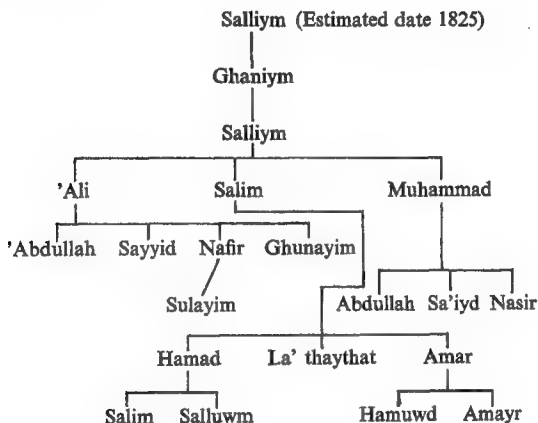 Salliym (Estimated date 1825)
Ghaniym
Salliym
'Ali Salim Muhammad
'Abdullah Sayyid Nafir Ghunayim
Sulayim Abdullah Sa'iyd Nasir
Hamad La' thaythat Amar
Salim Salluwm Hamuwd Amayr